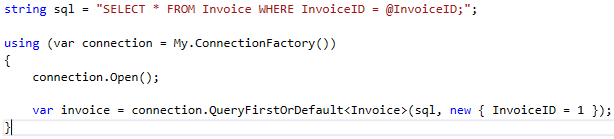 string sql = "SELECT * FROM Invoice WHERE InvoiceID = @InvoiceID;";
using (var connection = My.ConnectionFactory())
{
connection.Open();
var invoice = connection.QueryFirstOrDefault<Invoice>(sql, new { InvoiceID = 1 });
}